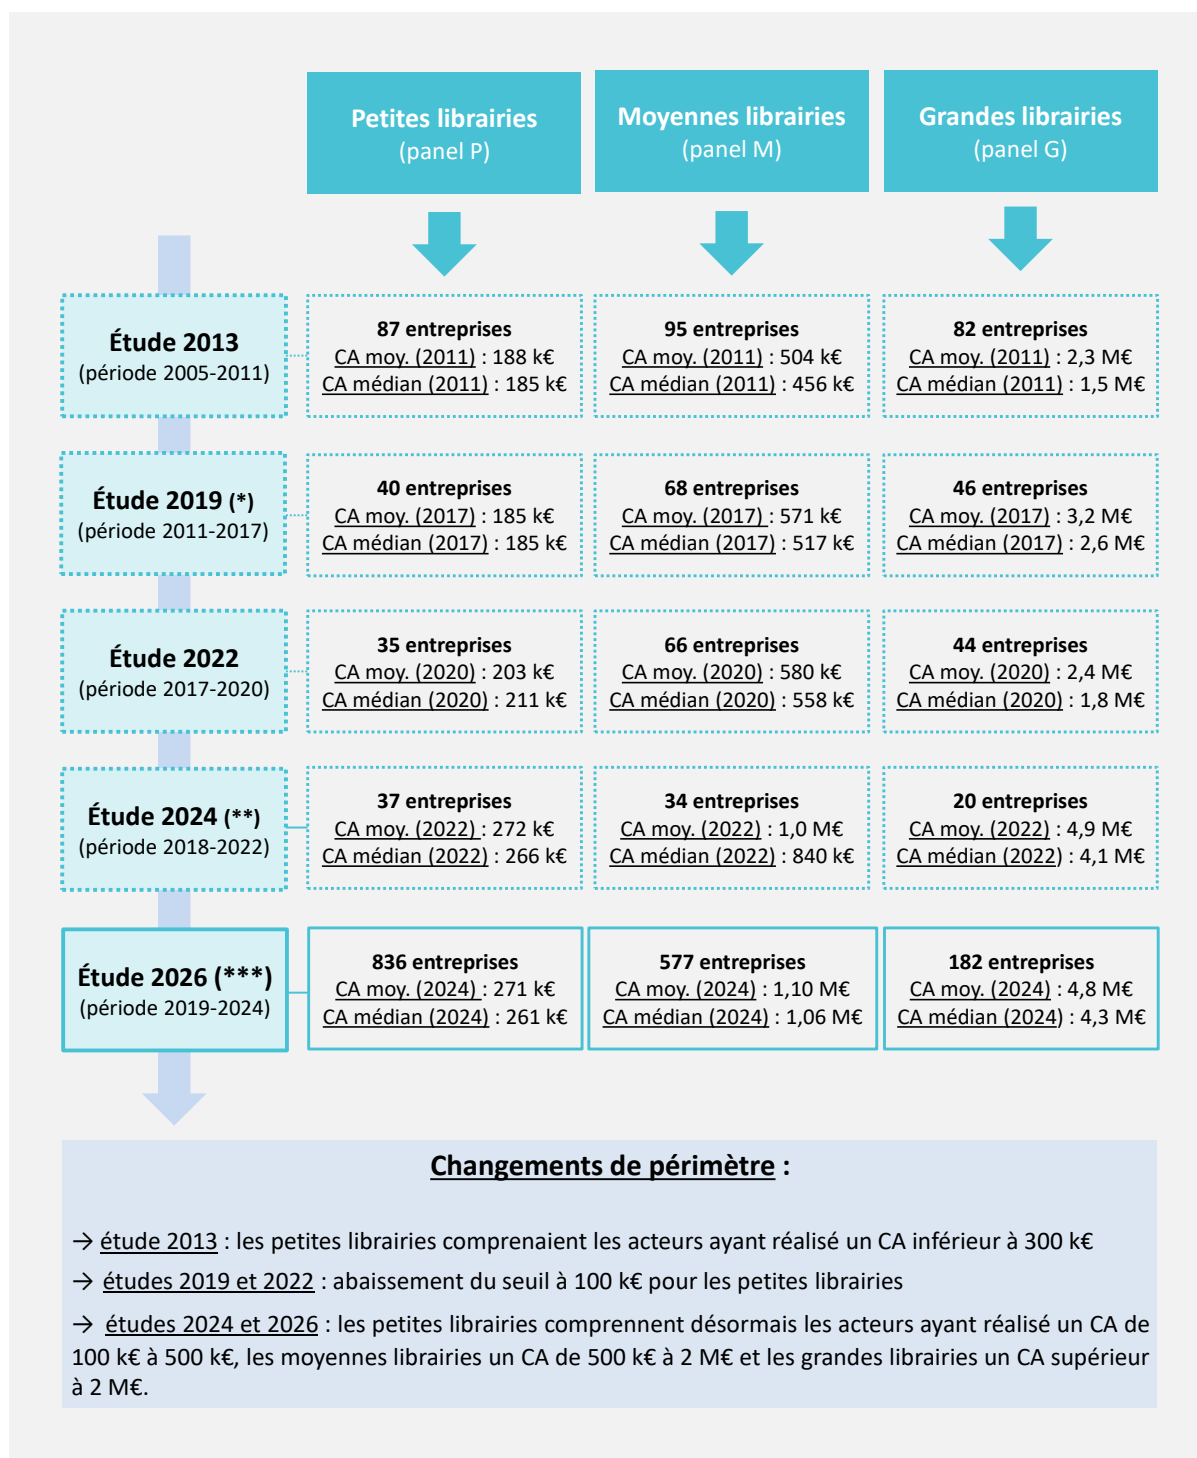 Petites librairies
(panel P)
Moyennes librairies
(panel M)
Grandes librairies
(panel G)
Étude 2013
(période 2005-2011)
87 entreprises
CA moy. (2011) : 188 k€
CA médian (2011) : 185 k€
95 entreprises
CA moy. (2011) : 504 k€
CA médian (2011) : 456 k€
82 entreprises
CA moy. (2011) : 2,3 M€
CA médian (2011) : 1,5 M€
Étude 2019 (*)
(période 2011-2017)
40 entreprises
CA moy. (2017) : 185 k€
CA médian (2017) : 185 k€
68 entreprises
CA moy. (2017) : 571 k€
CA médian (2017) : 517 k€
46 entreprises
CA moy. (2017) : 3,2 M€
CA médian (2017) : 2,6 M€
Étude 2022
(période 2017-2020)
35 entreprises
CA moy. (2020) : 203 k€
CA médian (2020) : 211 k€
66 entreprises
CA moy. (2020) : 580 k€
CA médian (2020) : 558 k€
44 entreprises
CA moy. (2020) : 2,4 M€
CA médian (2020) : 1,8 M€
Étude 2024 (**)
(période 2018-2022)
37 entreprises
CA moy. (2022) : 272 k€
CA médian (2022) : 266 k€
34 entreprises
CA moy. (2022) : 1,0 M€
CA médian (2022) : 840 k€
20 entreprises
CA moy. (2022) : 4,9 M€
CA médian (2022) : 4,1 M€
Étude 2026 (***)
(période 2019-2024)
836 entreprises
CA moy. (2024) : 271 k€
CA médian (2024) : 261 k€
577 entreprises
CA moy. (2024) : 1,10 M€
CA médian (2024) : 1,06 M€
182 entreprises
CA moy. (2024) : 4,8 M€
CA médian (2024) : 4,3 M€
Changements de périmètre :
→ étude 2013 : les petites librairies comprenaient les acteurs ayant réalisé un CA inférieur à 300 k€
→ études 2019 et 2022 : abaissement du seuil à 100 k€ pour les petites librairies
→ études 2024 et 2026 : les petites librairies comprennent désormais les acteurs ayant réalisé un CA de
100 k€ à 500 k€, les moyennes librairies un CA de 500 k€ à 2 M€ et les grandes librairies un CA supérieur
à 2 M€.